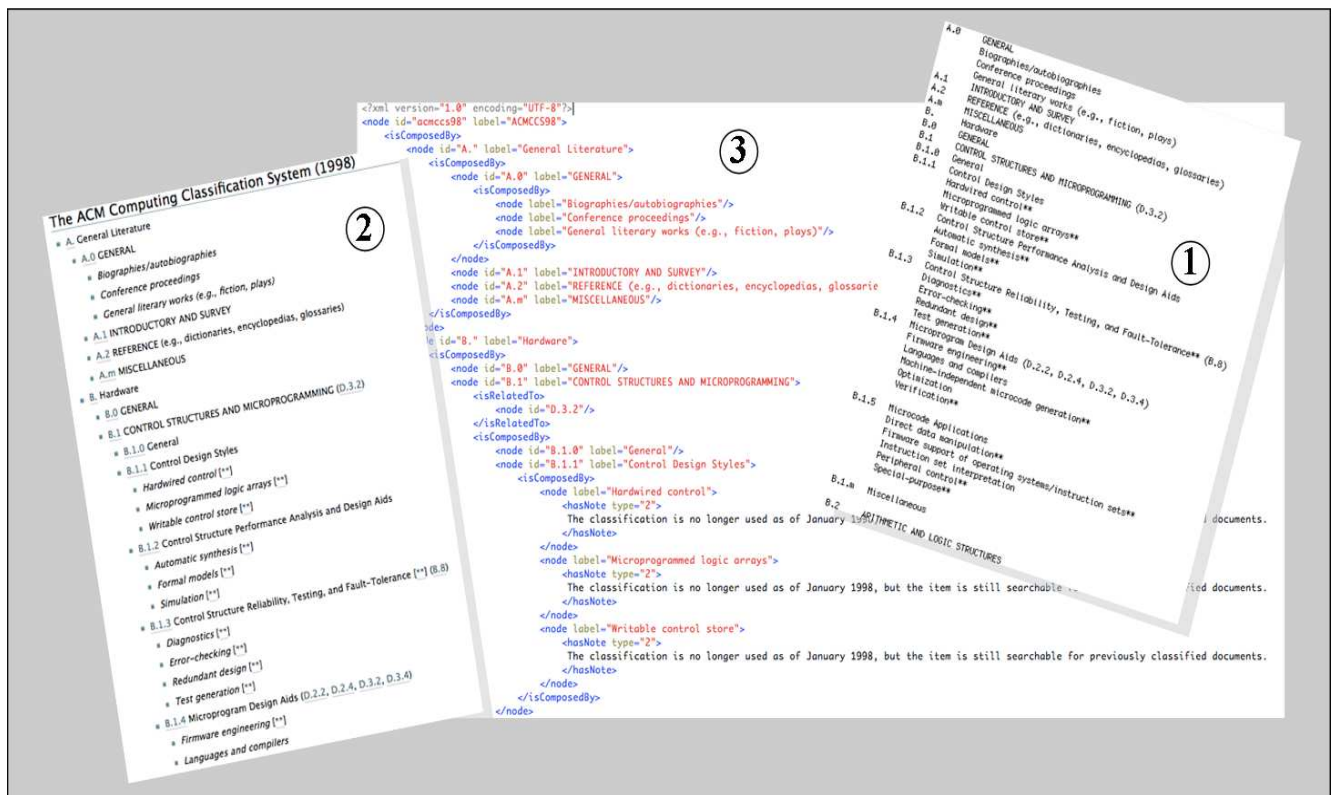 The ACM Computing Classification System (1998)
2
A. General Literature
A.0 GENERAL
Biographies/autobiographies
Conference proceedings
General literary works (e.g., fiction, plays)
A.1 INTRODUCTORY AND SURVEY
A.2 REFERENCE (e.g., dictionaries, encyclopedias, glossaries)
A.m MISCELLANEOUS
B. Hardware
B.0 GENERAL
B.1 CONTROL STRUCTURES AND MICROPROGRAMMING (D.3.2)
B.1.0 General
B.1.1 Control Design Styles
Hardwired control [**]
Microprogrammed logic arrays [**]
Writable control store [**]
B.1.2 Control Structure Performance Analysis and Design Aids
Automatic synthesis [**]
Formal models [**]
Simulation [**]
B.1.3 Control Structure Reliability, Testing, and Fault-Tolerance [**] (B.8)
Diagnostics [**]
Error-checking [**]
Redundant design [**]
Test generation [**]
B.1.4 Microprogram Design Aids (D.2.2, D.2.4, D.3.2, D.3.4)
Firmware engineering [**]
Languages and compilers
3
<?xml version="1.0" encoding="UTF-8"?>
<node id="acmccs98" label="ACMCCS98">
<isComposedBy>
<node id="A." label="General Literature">
<isComposedBy>
<node id="A.0" label="GENERAL">
<isComposedBy>
<node label="Biographies/autobiographies"/>
<node label="Conference proceedings"/>
<node label="General literary works (e.g., fiction, plays)"/>
</isComposedBy>
</node>
<node id="A.1" label="INTRODUCTORY AND SURVEY"/>
<node id="A.2" label="REFERENCE (e.g., dictionaries, encyclopedias, glossarie
<node id="A.m" label="MISCELLANEOUS"/>
</isComposedBy>
de>
e id="B." label="Hardware">
<isComposedBy>
<node id="B.0" label="GENERAL"/>
<node id="B.1" label="CONTROL STRUCTURES AND MICROPROGRAMMING">
<isRelatedTo>
<node id="D.3.2"/>
</isRelatedTo>
<isComposedBy>
<node id="B.1.0" label="General"/>
<node id="B.1.1" label="Control Design Styles">
<isComposedBy>
<node label="Hardwired control">
<hasNote type="2">
The classification is no longer used as of January documents.
</hasNote>
</node>
<node label="Microprogrammed logic arrays">
<hasNote type="2">
The classification is no longer used as of January 1998, but the item is still searchable documents.
</hasNote>
</node>
<node label="Writable control store">
<hasNote type="2">
The classification is no longer used as of January 1998, but the item is still searchable for previously classified documents.
</hasNote>
</node>
</isComposedBy>
</node>
1
A.0 GENERAL
Biographies/autobiographies
Conference proceedings
General literary works (e.g., fiction, plays)
A.1 INTRODUCTORY AND SURVEY
A.2 REFERENCE (e.g., dictionaries, encyclopedias, glossaries)
A.m MISCELLANEOUS
B. Hardware
B.0 GENERAL
B.1 CONTROL STRUCTURES AND MICROPROGRAMMING (D.3.2)
B.1.0 General
B.1.1 Control Design Styles
Hardwired control**
Microprogrammed logic arrays**
Writable control store**
B.1.2 Control Structure Performance Analysis and Design Aids
Automatic synthesis**
Formal models**
Simulation**
B.1.3 Control Structure Reliability, Testing, and Fault-Tolerance** (B.8)
Diagnostics**
Error-checking**
Redundant design**
Test generation**
B.1.4 Microprogram Design Aids (D.2.2, D.2.4, D.3.2, D.3.4)
Firmware engineering**
Languages and compilers
Machine-independent microcode generation**
Optimization
Verification**
B.1.5 Microcode Applications
Direct data manipulation**
Firmware support of operating systems/instruction sets**
Instruction set interpretation
Peripheral control**
Special-purpose**
B.1.m Miscellaneous
B.2 ARITHMETIC AND LOGIC STRUCTURES